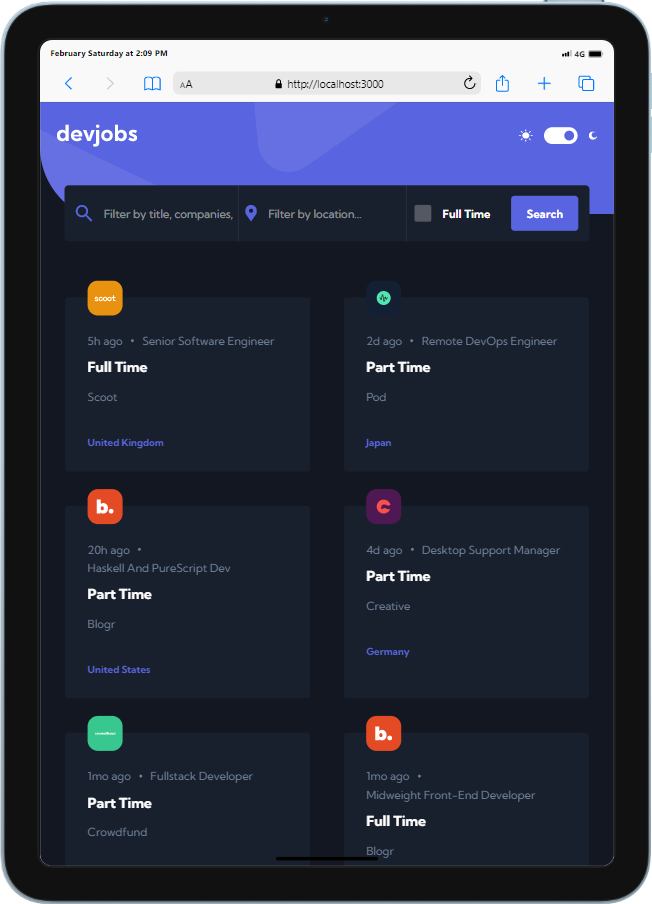 February Saturday at 2:09 PM
4G
AA
http://localhost:3000
devjobs
Filter by title, companies,
Filter by location...
Full Time
Search
scoot
5h ago • Senior Software Engineer
Full Time
Scoot
United Kingdom
2d ago • Remote DevOps Engineer
Part Time
Pod
Japan
b.
20h ago •
Haskell And PureScript Dev
Part Time
Blogr
United States
4d ago • Desktop Support Manager
Part Time
Creative
Germany
1mo ago • Fullstack Developer
Part Time
Crowdfund
b.
1mo ago •
Midweight Front-End Developer
Full Time
Blogr